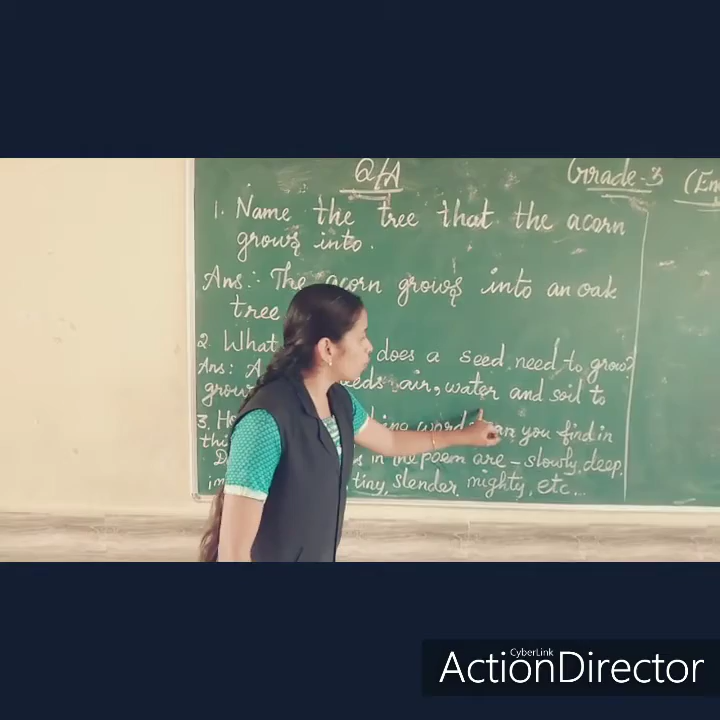 Q/A
Grade-3
1. Name the tree that the acorn
grows into.
Ans:- The acorn grows into an oak
tree
2. What does a seed need to grow?
Ans: A needs air, water and soil to
grow
3. words can you find in
in the poem are - slowly, deep,
tiny, slender, mighty, etc...
CyberLink
ActionDirector